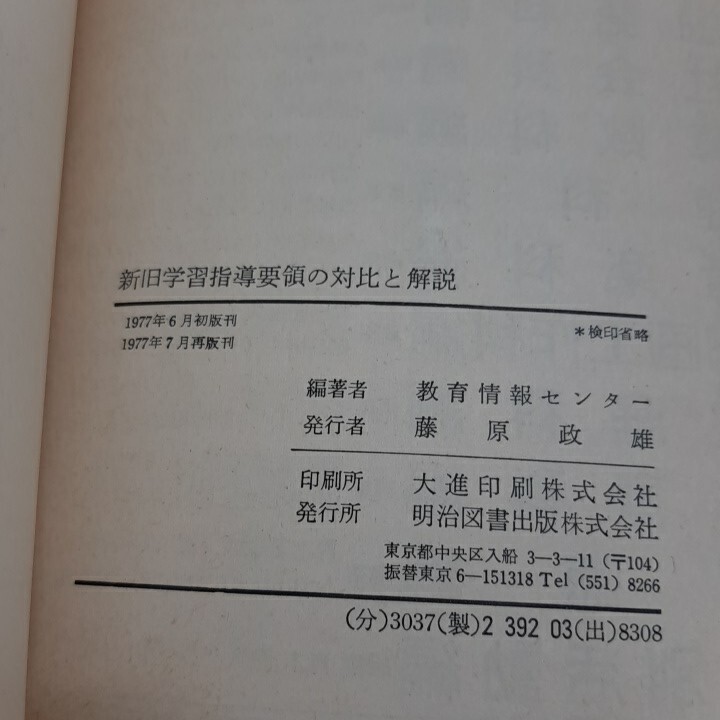 新旧学習指導要領の対比と解説
1977年6月初版刊
1977年7月再版刊
*検印省略
編著者 教育情報センター
発行者 藤原政雄
印刷所 大進印刷株式会社
発行所 明治図書出版株式会社
東京都中央区入船 3―3―11 (〒104)
振替東京 6―151318 Tel (551) 8266
(分)3037(製)2 392 03(出)8308